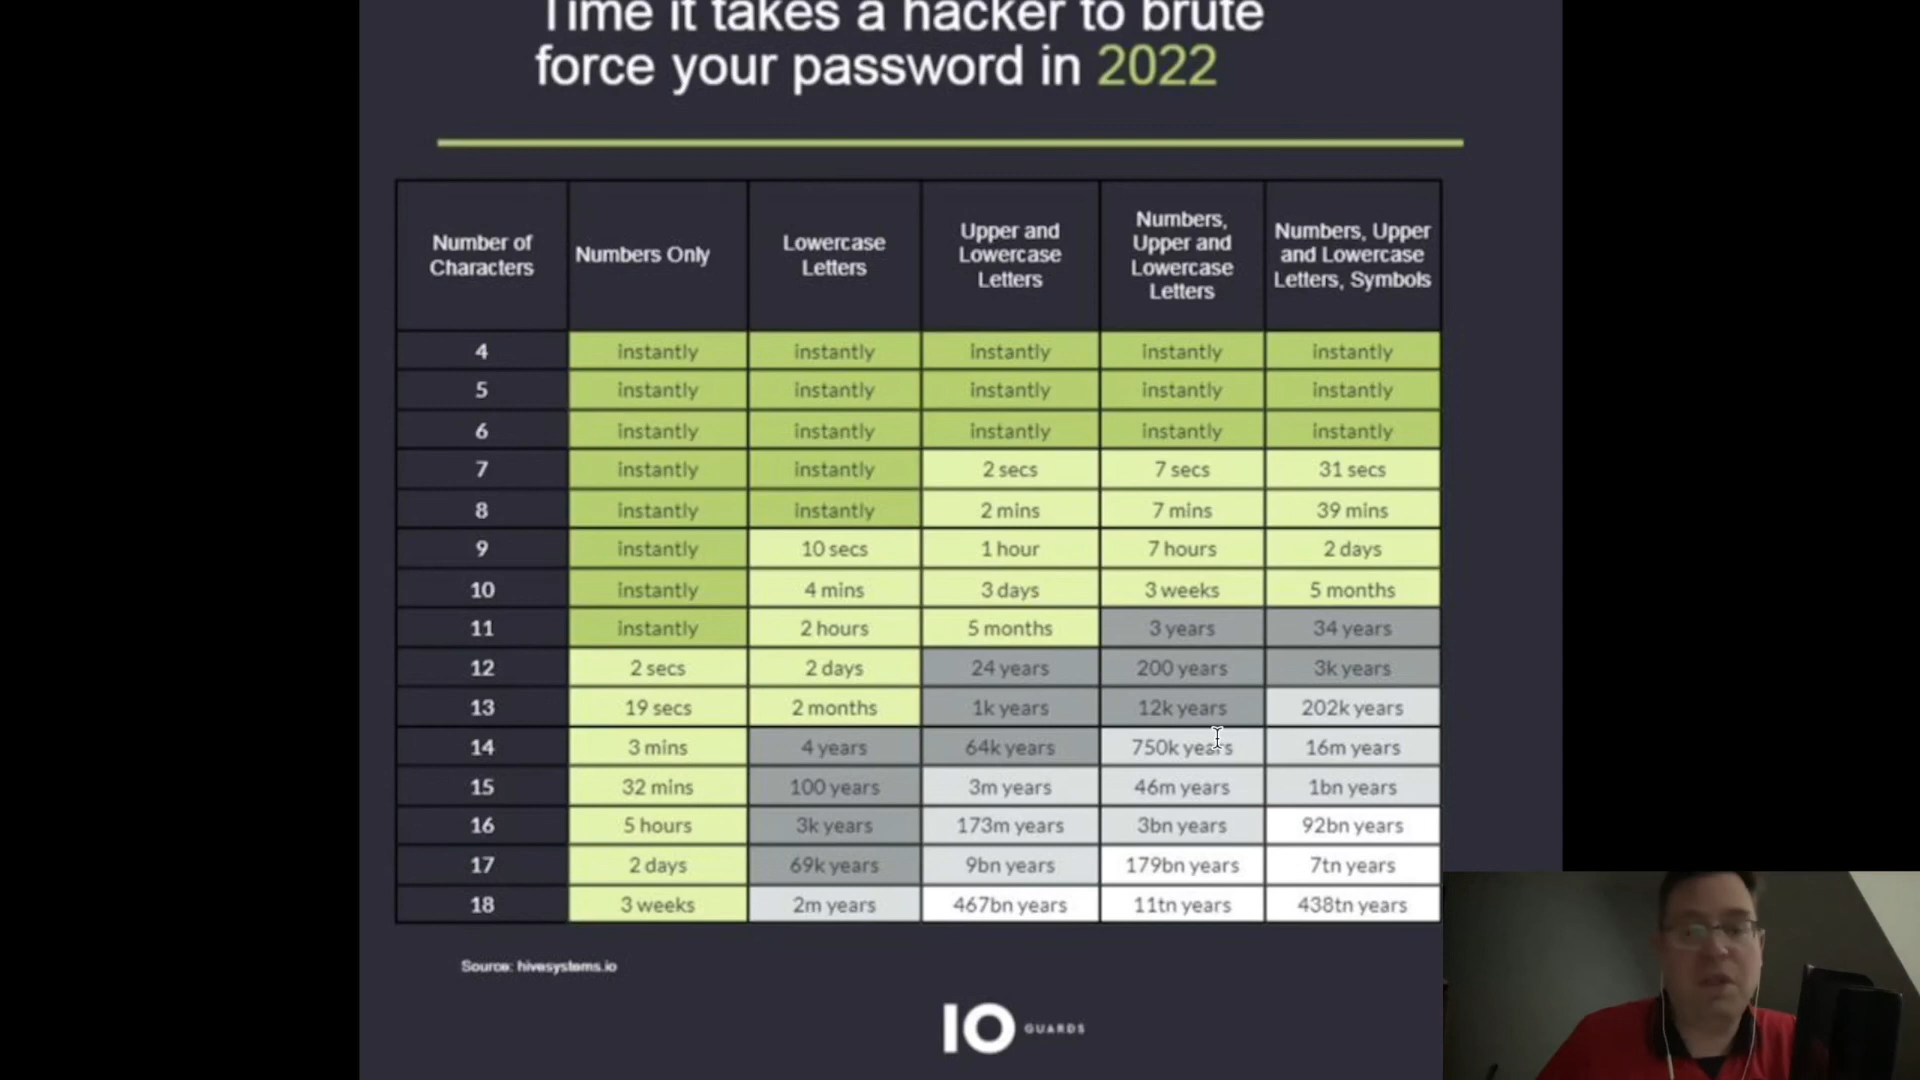 Time it takes a hacker to brute
force your password in 2022
Number of
Characters
Numbers Only
Lowercase
Letters
Upper and
Lowercase
Letters
Numbers,
Upper and
Lowercase
Letters
Numbers, Upper
and Lowercase
Letters, Symbols
4 instantly instantly instantly instantly instantly
5 instantly instantly instantly instantly instantly
6 instantly instantly instantly instantly instantly
7 instantly instantly 2 secs 7 secs 31 secs
8 instantly instantly 2 mins 7 mins 39 mins
9 instantly 10 secs 1 hour 7 hours 2 days
10 instantly 4 mins 3 days 3 weeks 5 months
11 instantly 2 hours 5 months 3 years 34 years
12 2 secs 2 days 24 years 200 years 3k years
13 19 secs 2 months 1k years 12k years 202k years
14 3 mins 4 years 64k years 750k years 16m years
15 32 mins 100 years 3m years 46m years 1bn years
16 5 hours 3k years 173m years 3bn years 92bn years
17 2 days 69k years 9bn years 179bn years 7tn years
18 3 weeks 2m years 467bn years 11tn years 438tn years
Source: hivesystems.io
IO GUARDS